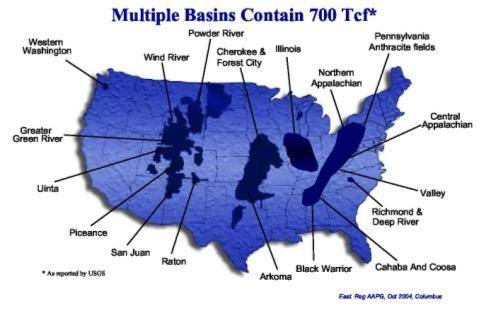 Multiple Basins Contain 700 Tcf*
Western
Washington
Wind River
Powder River
Cherokee &
Forest City
Illinois
Pennsylvania
Anthracite fields
Northern
Appalachian
Central
Appalachian
Greater
Green River
Uinta
Valley
Richmond &
Deep River
Piceance
San Juan
Raton
Arkoma
Black Warrior
Cahaba And Coosa
* As reported by USGS
East Reg AAPG, Oct 2004, Columbus